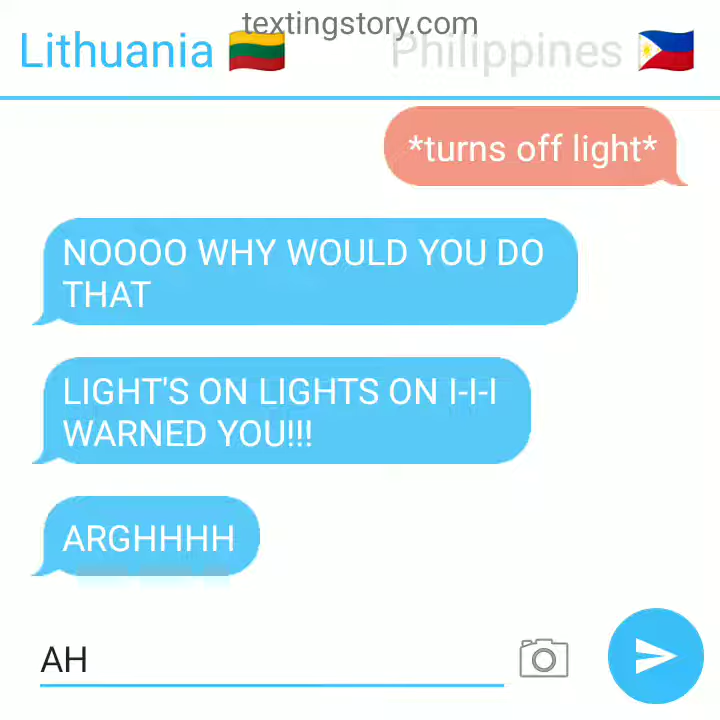 textingstory.com
Lithuania 🇱🇹 Philippines 🇵🇭
*turns off light*
NOOOO WHY WOULD YOU DO
THAT
LIGHT'S ON LIGHTS ON I-I-I
WARNED YOU!!!
ARGHHHH
AH